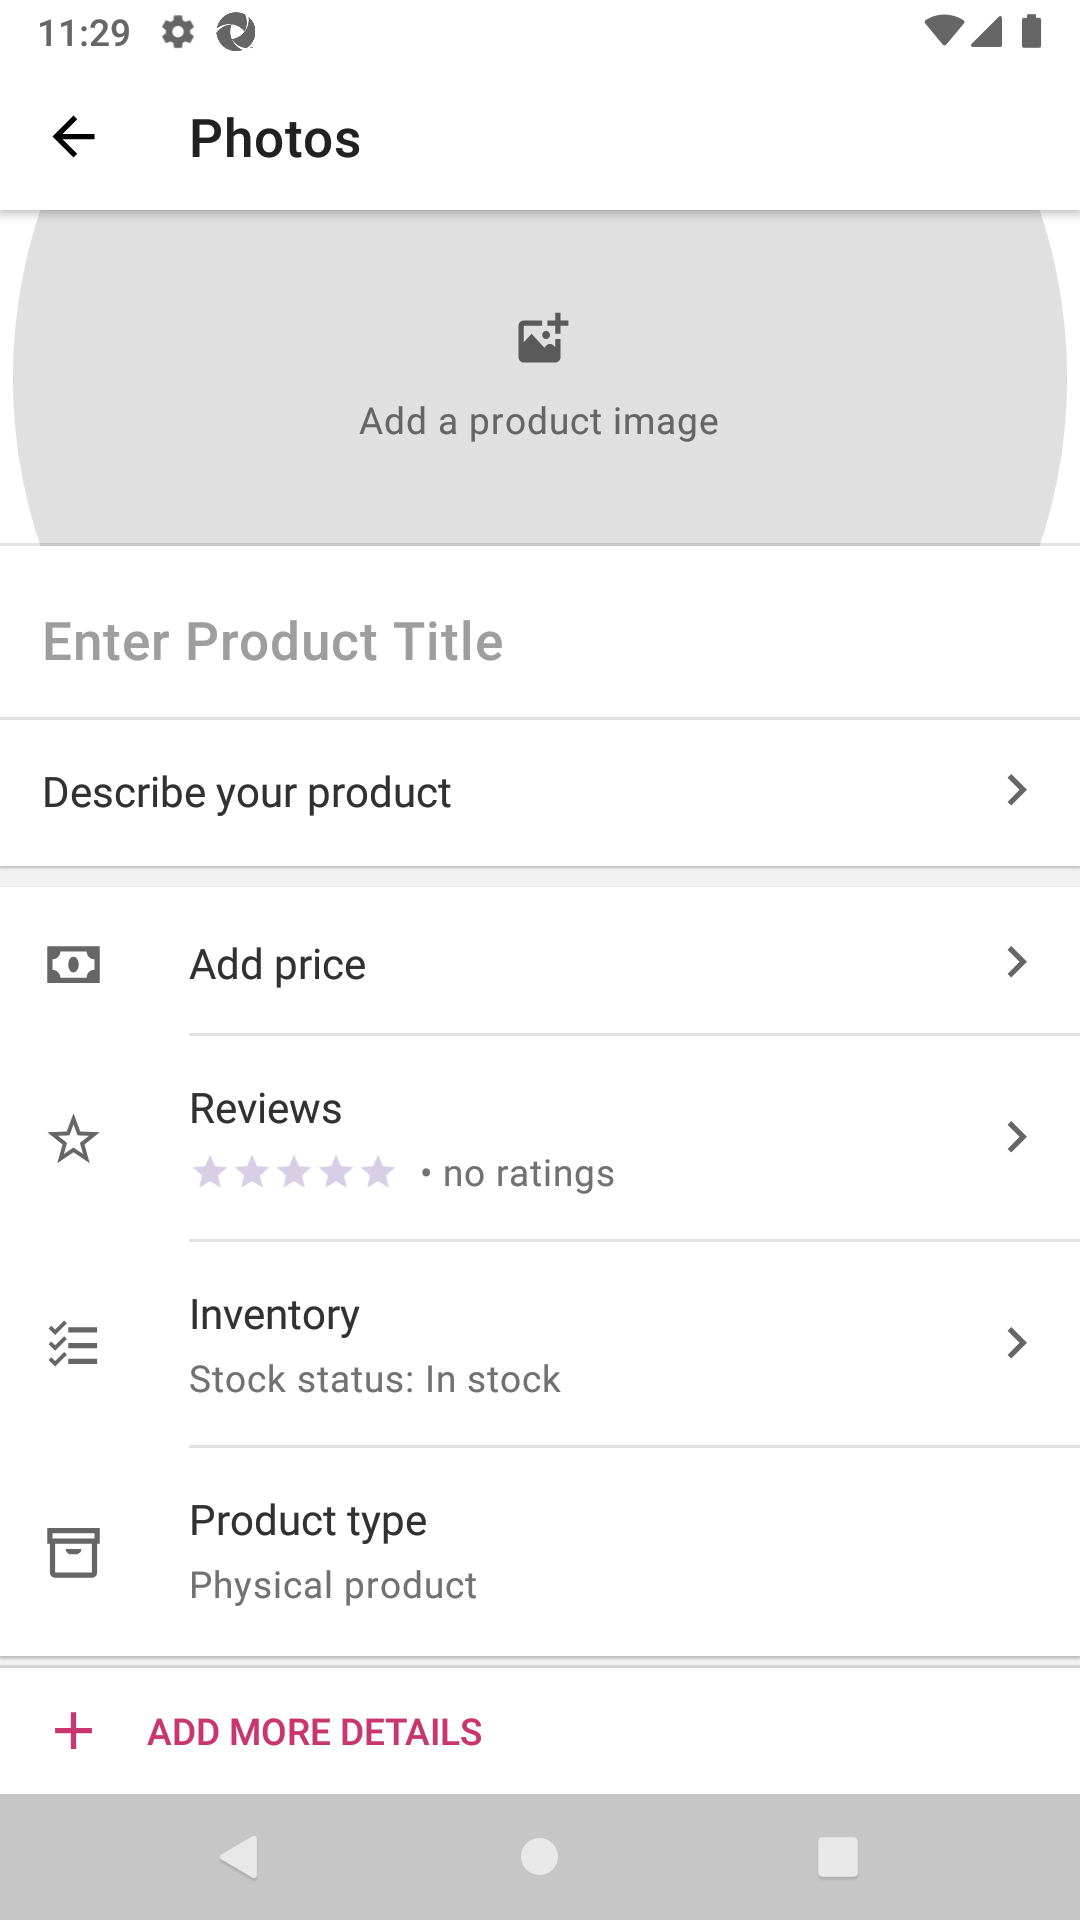 11:29
Photos
Add a product image
Enter Product Title
Describe your product
Add price
Reviews
• no ratings
Inventory
Stock status: In stock
Product type
Physical product
ADD MORE DETAILS